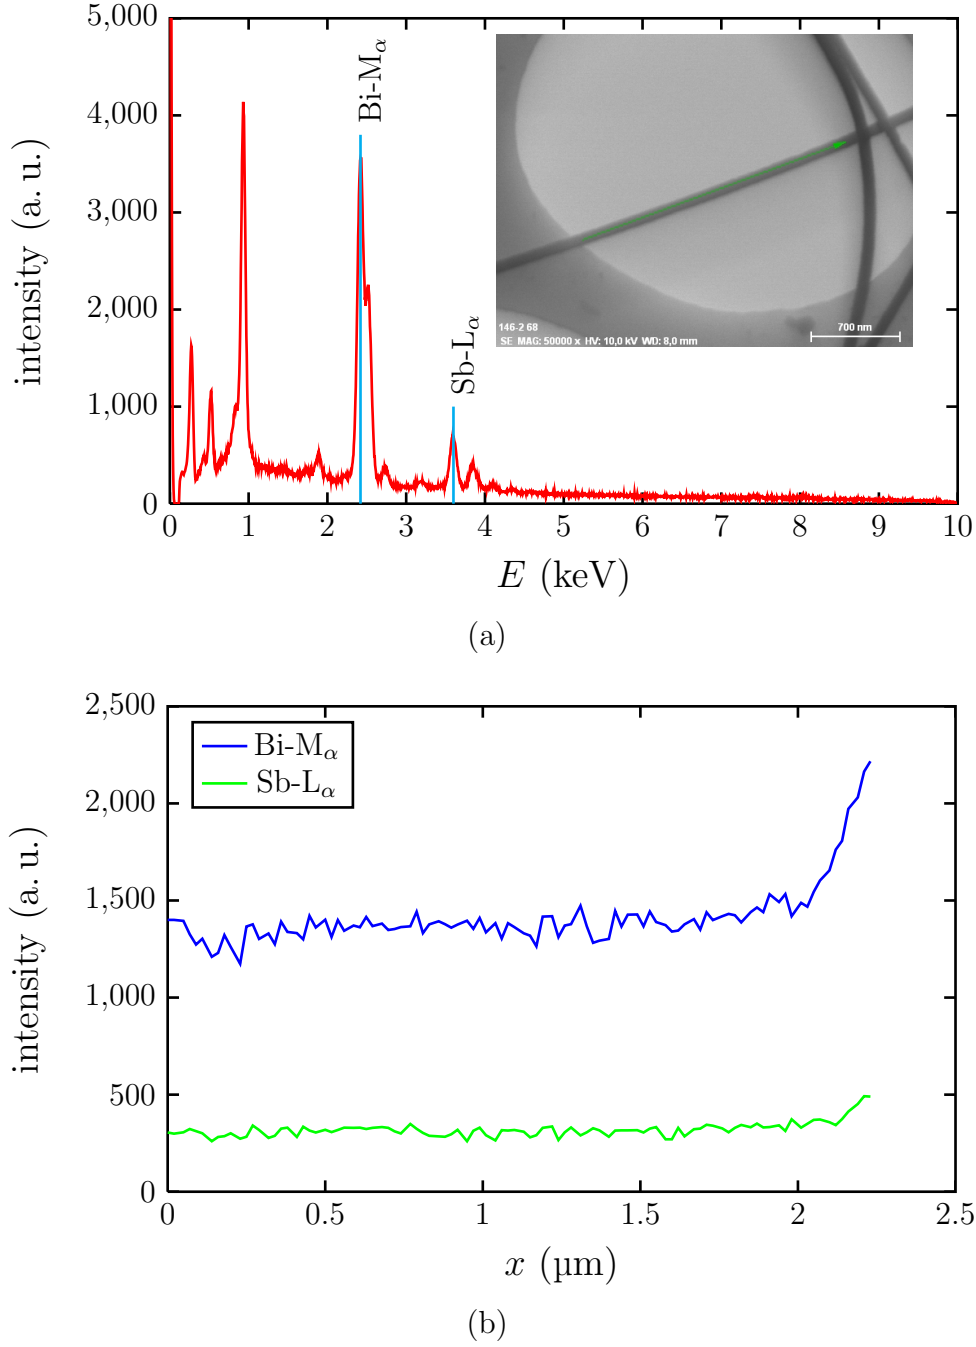 5,000
4,000
3,000
2,000
1,000
0
intensity (a. u.)
Bi-Mα
Sb-Lα
146-2 68
700 nm
SE MAG: 50000 x HV: 10,0 kV WD: 8,0 mm
0 1 2 3 4 5 6 7 8 9 10
E (keV)
(a)
2,500
2,000
1,500
1,000
500
0
intensity (a. u.)
Bi-Mα
Sb-Lα
0 0.5 1 1.5 2 2.5
x (µm)
(b)